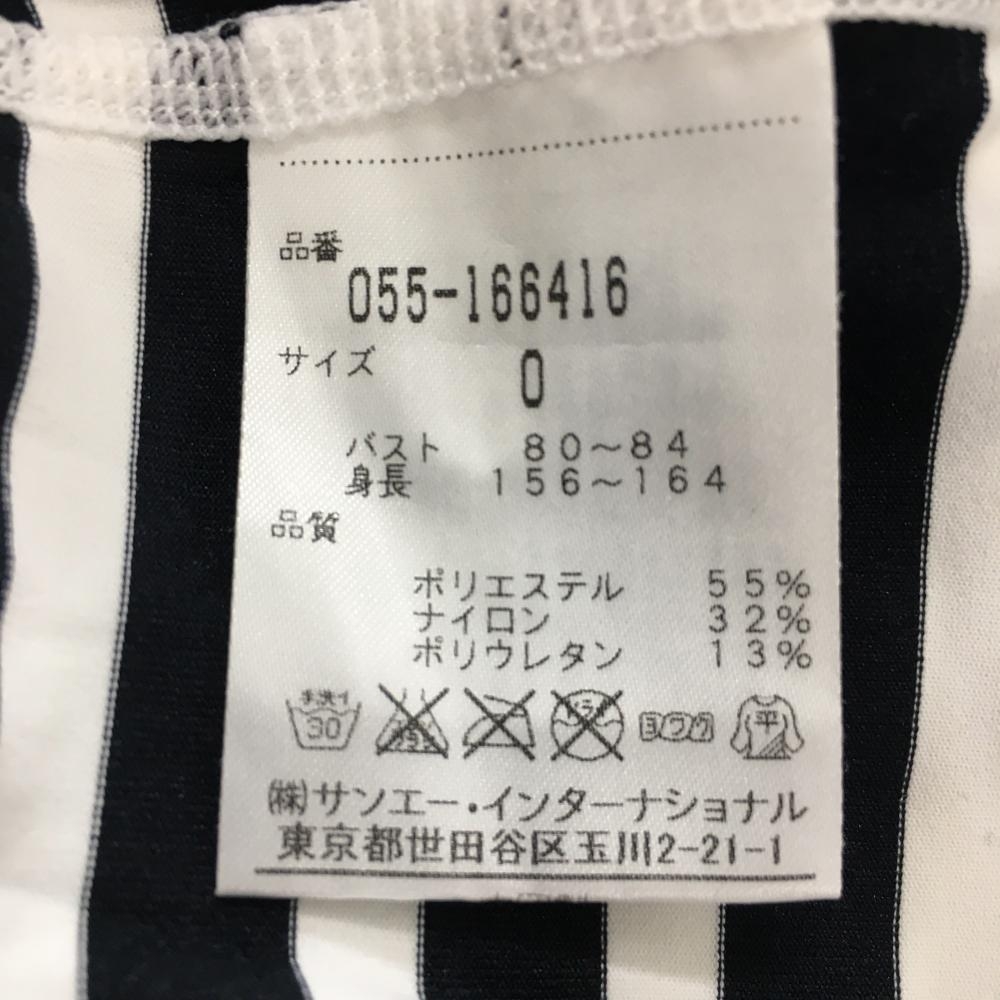 品番
055-166416
サイズ 0
バスト 80～84
身長 156～164
品質
ポリエステル 55%
ナイロン 32%
ポリウレタン 13%
手洗イ 30 ヨワク 平
㈱サンエー・インターナショナル
東京都世田谷区玉川2-21-1